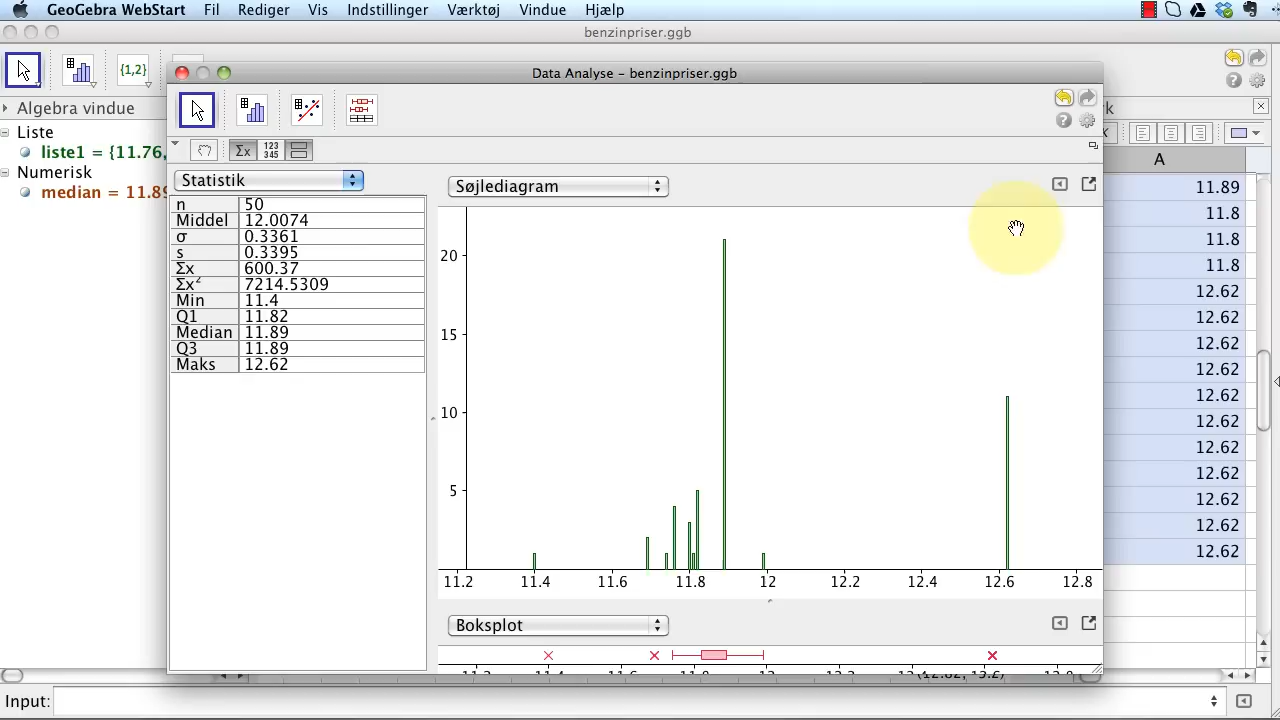 GeoGebra WebStart Fil Rediger Vis Indstillinger Værktøj Vindue Hjælp
benzinpriser.ggb
{1,2}
Data Analyse – benzinpriser.ggb
Algebra vindue
Liste
liste1 = {11.76,
Numerisk
median = 11.89
Σx
123
345
Statistik
n 50
Middel 12.0074
σ 0.3361
s 0.3395
Σx 600.37
Σx² 7214.5309
Min 11.4
Q1 11.82
Median 11.89
Q3 11.89
Maks 12.62
Søjlediagram
20
15
10
5
11.2 11.4 11.6 11.8 12 12.2 12.4 12.6 12.8
Boksplot
A
11.89
11.8
11.8
11.8
12.62
12.62
12.62
12.62
12.62
12.62
12.62
12.62
12.62
12.62
12.62
Input: